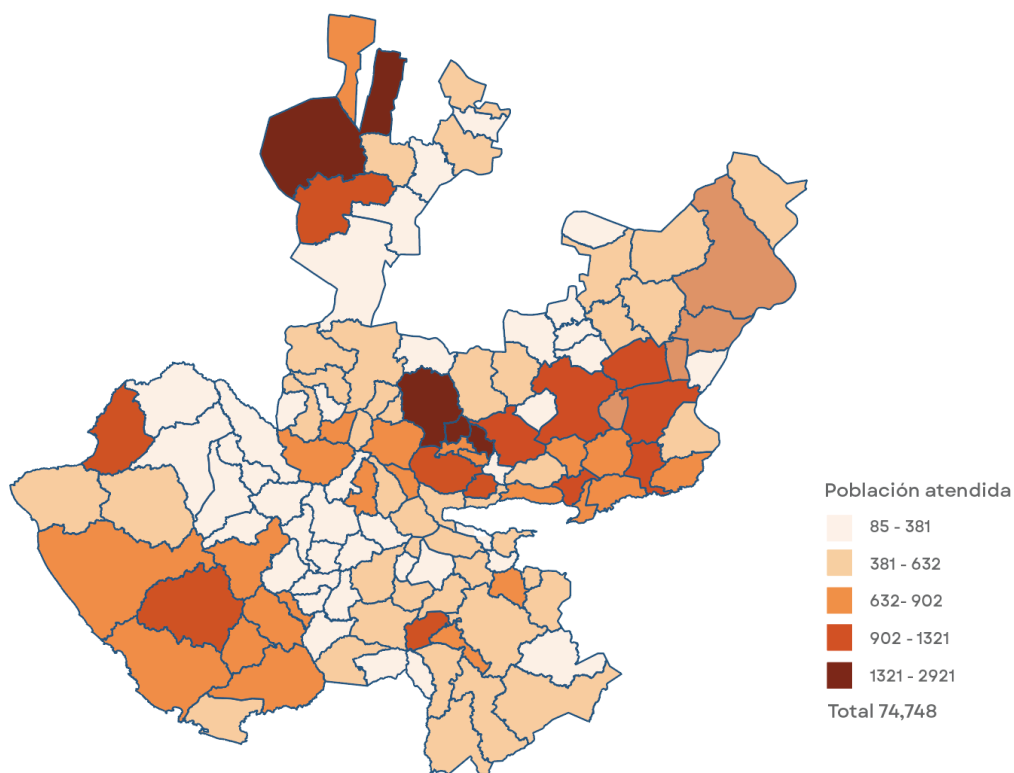 Población atendida
85 - 381
381 - 632
632- 902
902 - 1321
1321 - 2921
Total 74,748